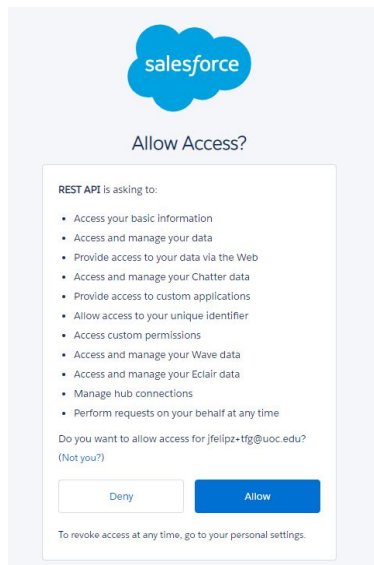 salesforce
Allow Access?
REST API is asking to:
• Access your basic information
• Access and manage your data
• Provide access to your data via the Web
• Access and manage your Chatter data
• Provide access to custom applications
• Allow access to your unique identifier
• Access custom permissions
• Access and manage your Wave data
• Access and manage your Eclair data
• Manage hub connections
• Perform requests on your behalf at any time
Do you want to allow access for jfelipz+tfg@uoc.edu?
(Not you?)
Deny Allow
To revoke access at any time, go to your personal settings.